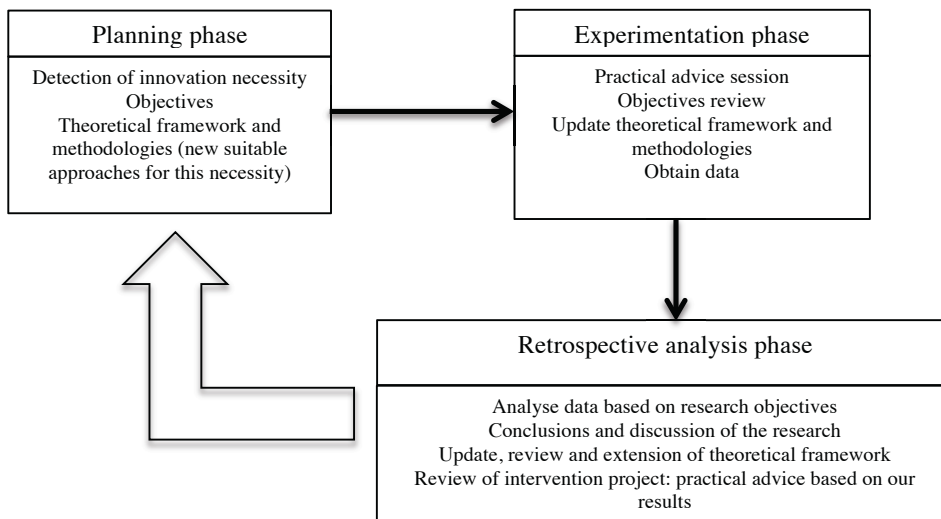 Planning phase
Detection of innovation necessity
Objectives
Theoretical framework and
methodologies (new suitable
approaches for this necessity)
Experimentation phase
Practical advice session
Objectives review
Update theoretical framework and
methodologies
Obtain data
Retrospective analysis phase
Analyse data based on research objectives
Conclusions and discussion of the research
Update, review and extension of theoretical framework
Review of intervention project: practical advice based on our
results